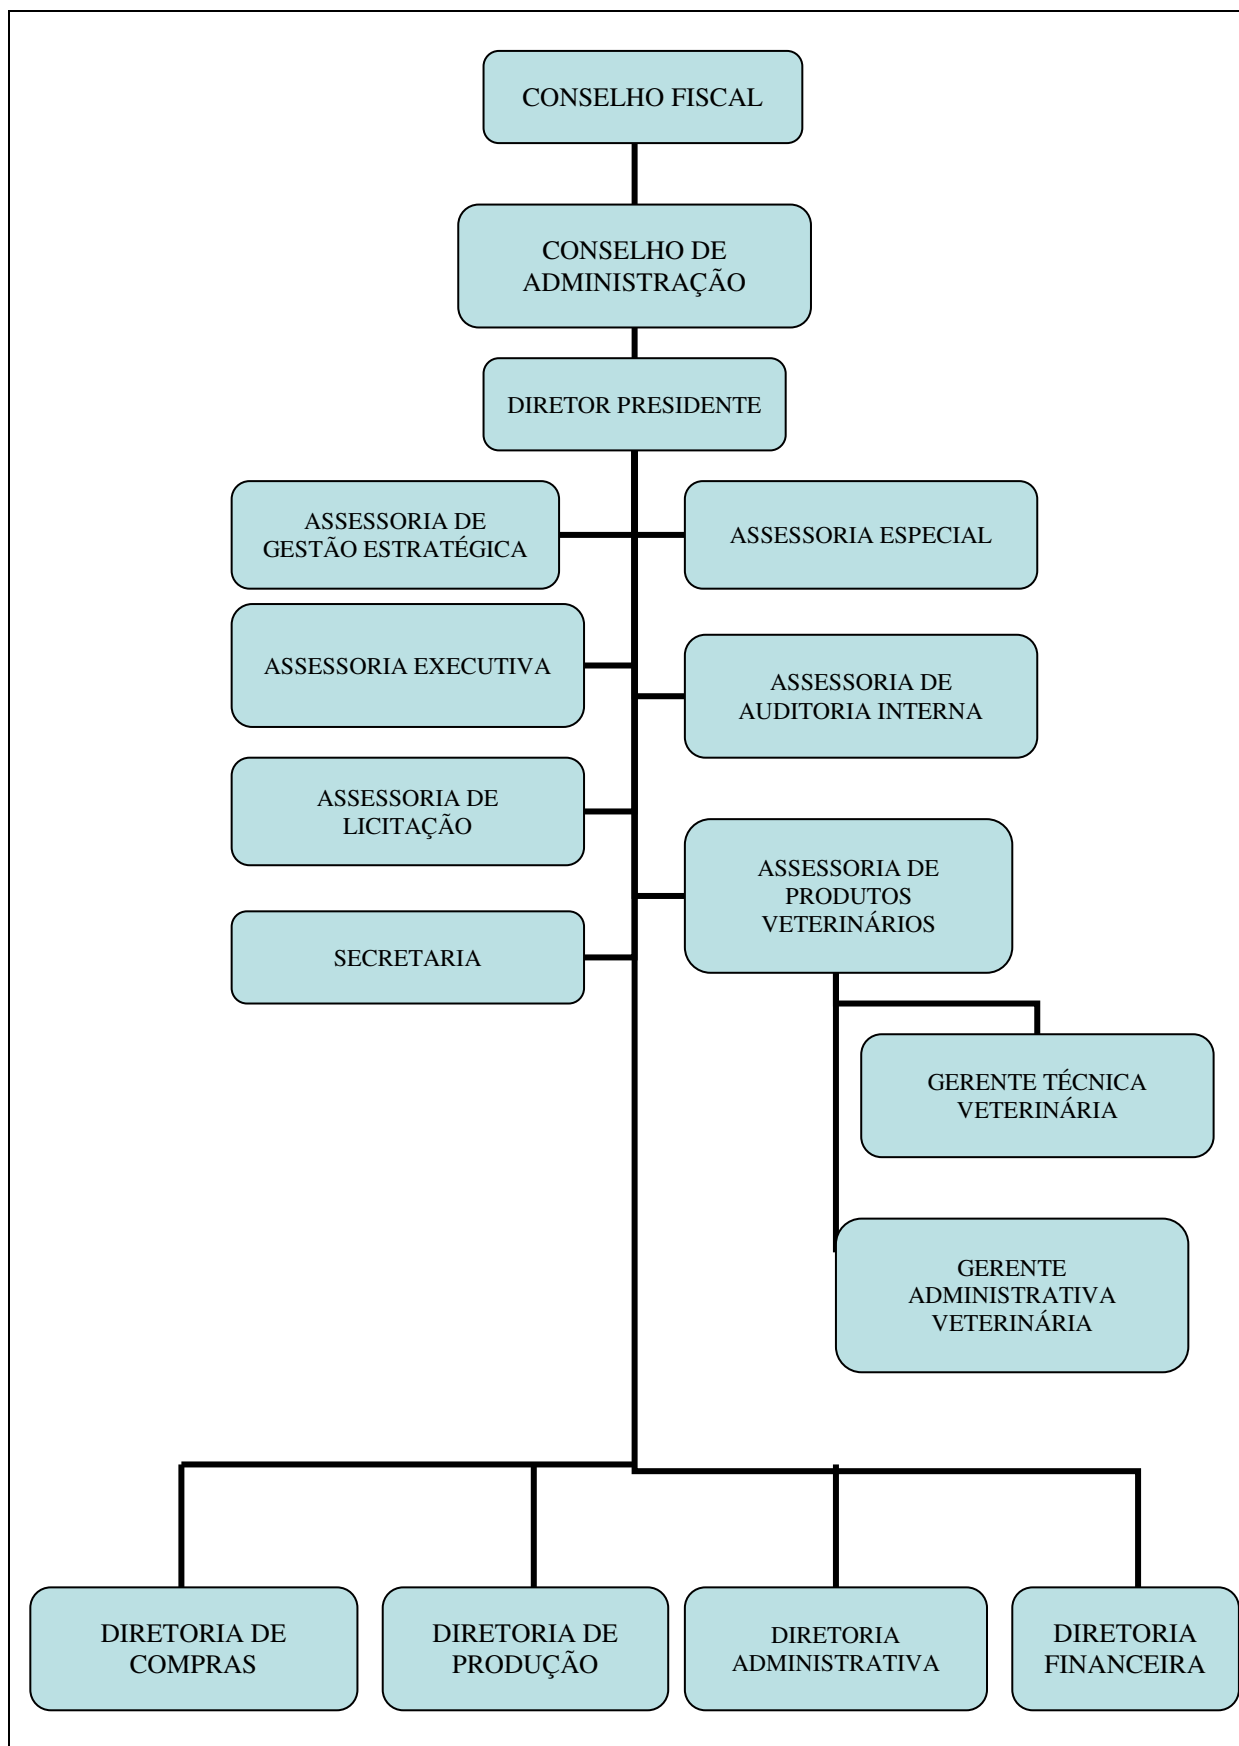 CONSELHO FISCAL
CONSELHO DE
ADMINISTRAÇÃO
DIRETOR PRESIDENTE
ASSESSORIA DE
GESTÃO ESTRATÉGICA
ASSESSORIA ESPECIAL
ASSESSORIA EXECUTIVA
ASSESSORIA DE
AUDITORIA INTERNA
ASSESSORIA DE
LICITAÇÃO
ASSESSORIA DE
PRODUTOS
VETERINÁRIOS
SECRETARIA
GERENTE TÉCNICA
VETERINÁRIA
GERENTE
ADMINISTRATIVA
VETERINÁRIA
DIRETORIA DE
COMPRAS
DIRETORIA DE
PRODUÇÃO
DIRETORIA
ADMINISTRATIVA
DIRETORIA
FINANCEIRA